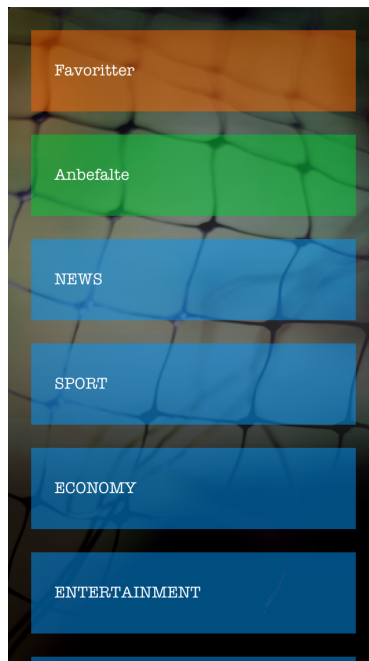 Favoritter
Anbefalte
NEWS
SPORT
ECONOMY
ENTERTAINMENT